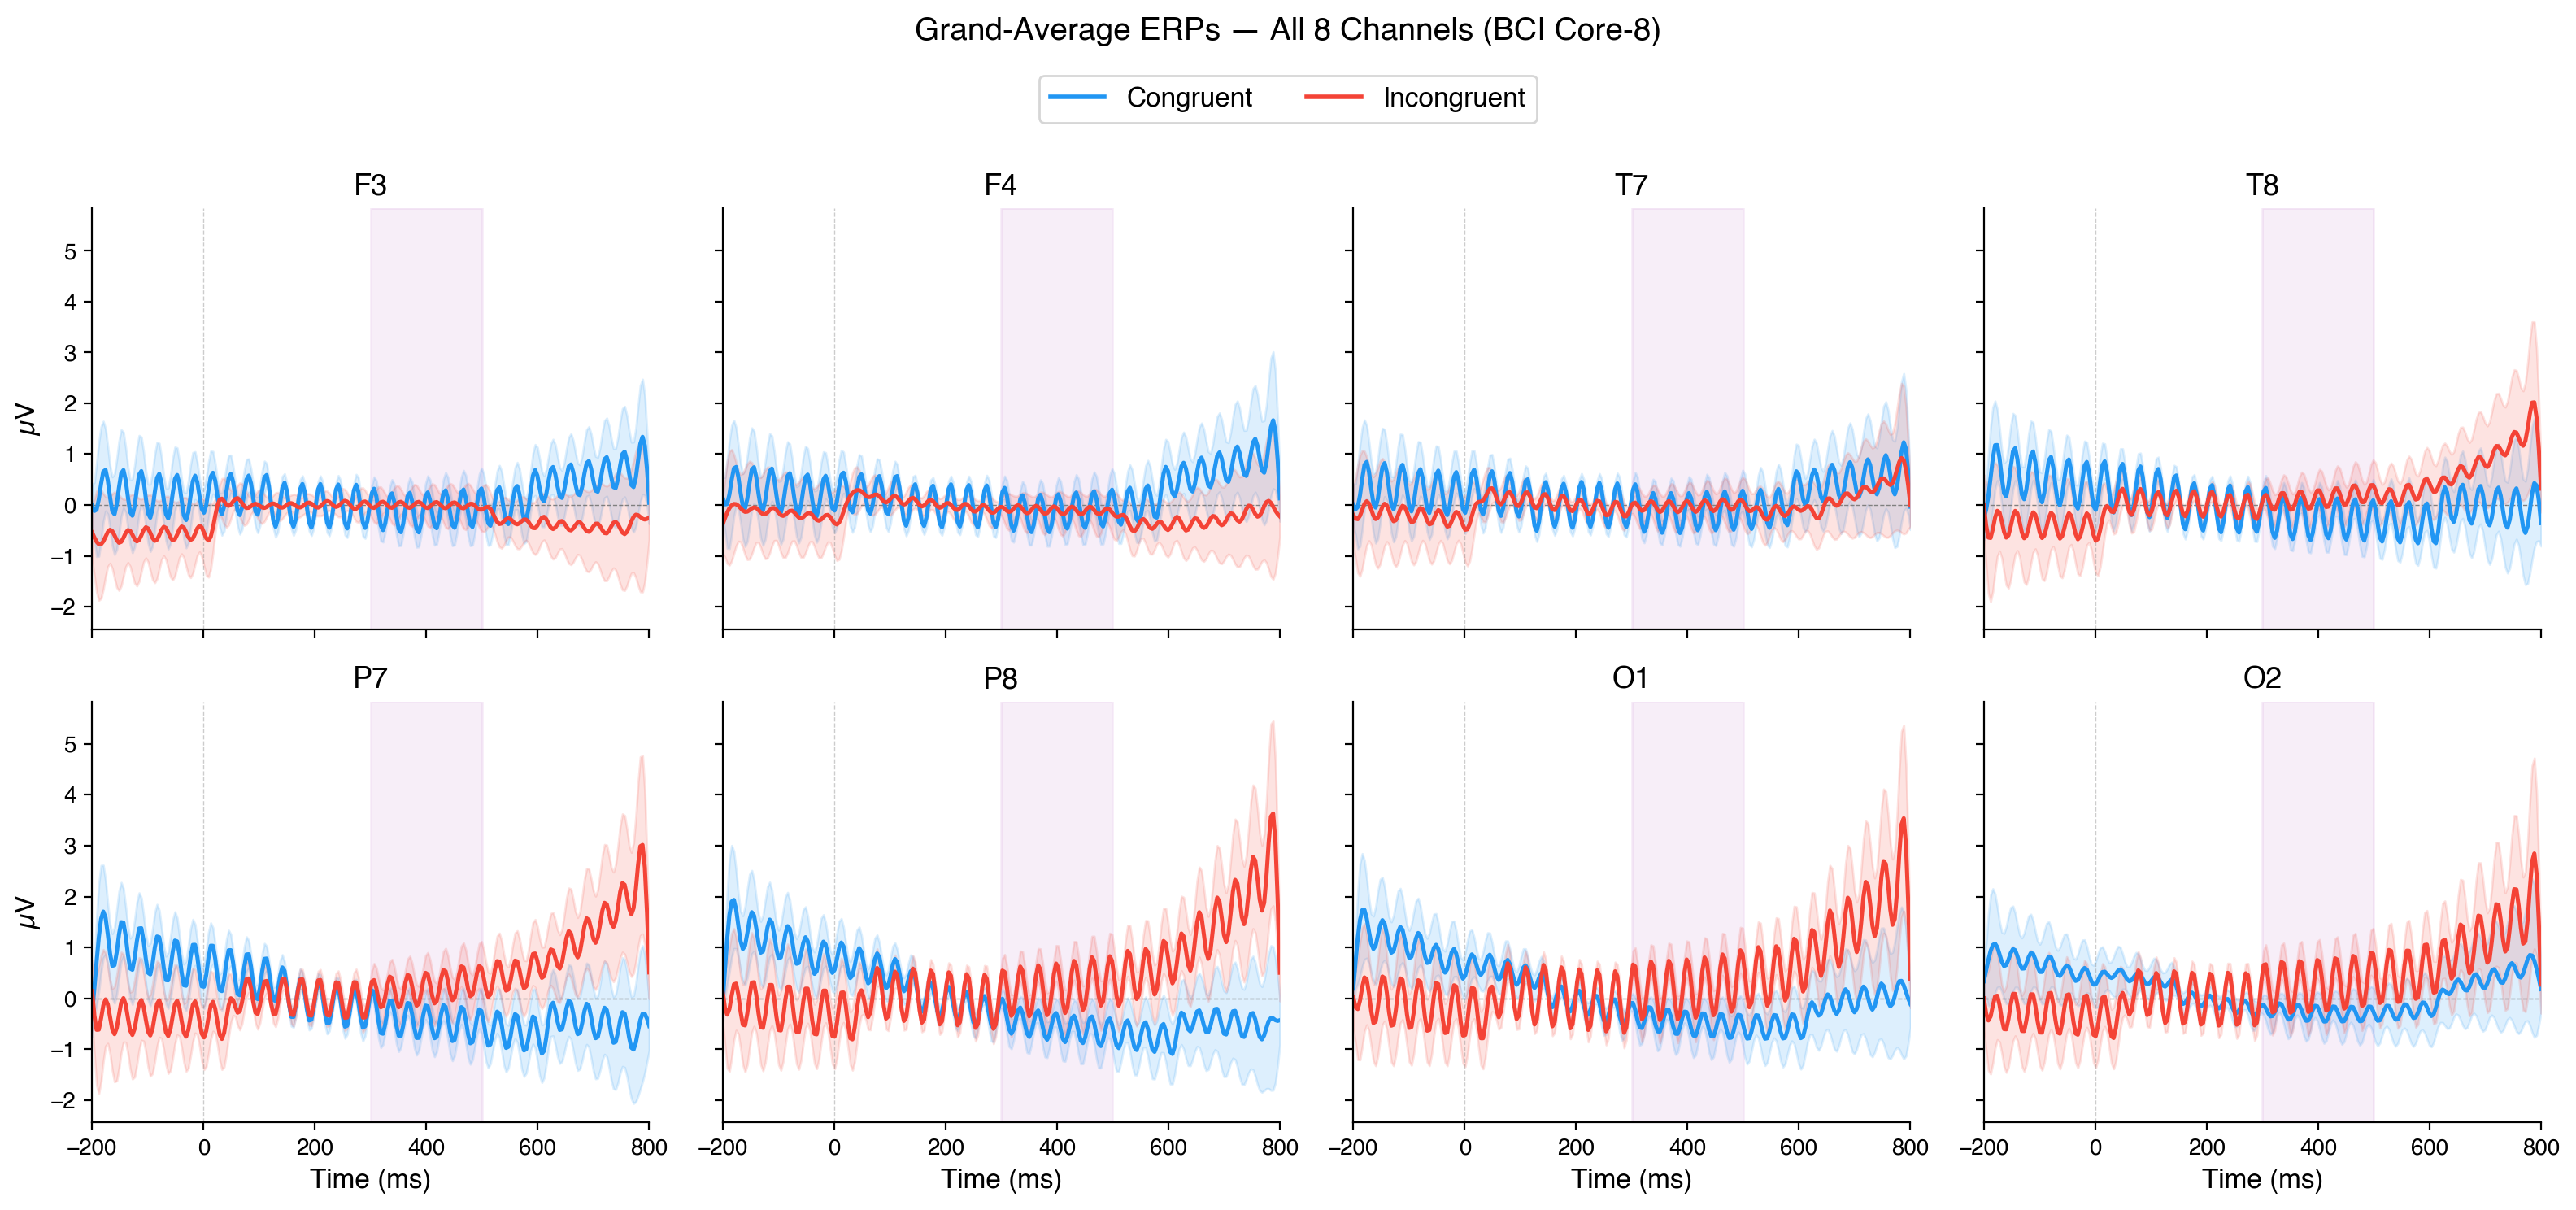 Grand-Average ERPs — All 8 Channels (BCI Core-8)
Congruent Incongruent
F3 F4 T7 T8
5
4
3
2
1
0
−1
−2
µV
P7 P8 O1 O2
5
4
3
2
1
0
−1
−2
µV
−200 0 200 400 600 800 −200 0 200 400 600 800 −200 0 200 400 600 800 −200 0 200 400 600 800
Time (ms) Time (ms) Time (ms) Time (ms)